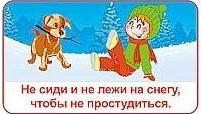 Не сиди и не лежи на снегу,
чтобы не простудиться.